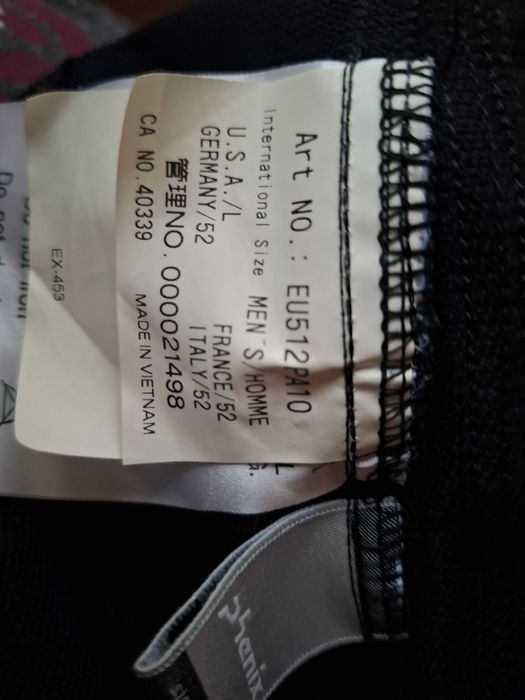 Art NO.: EU512PA10
International Size MEN'S/HOMME
U.S.A./L FRANCE/52
GERMANY/52 ITALY/52
管理NO. 000021498
CA NO. 40339 MADE IN VIETNAM
EX-453
phenix